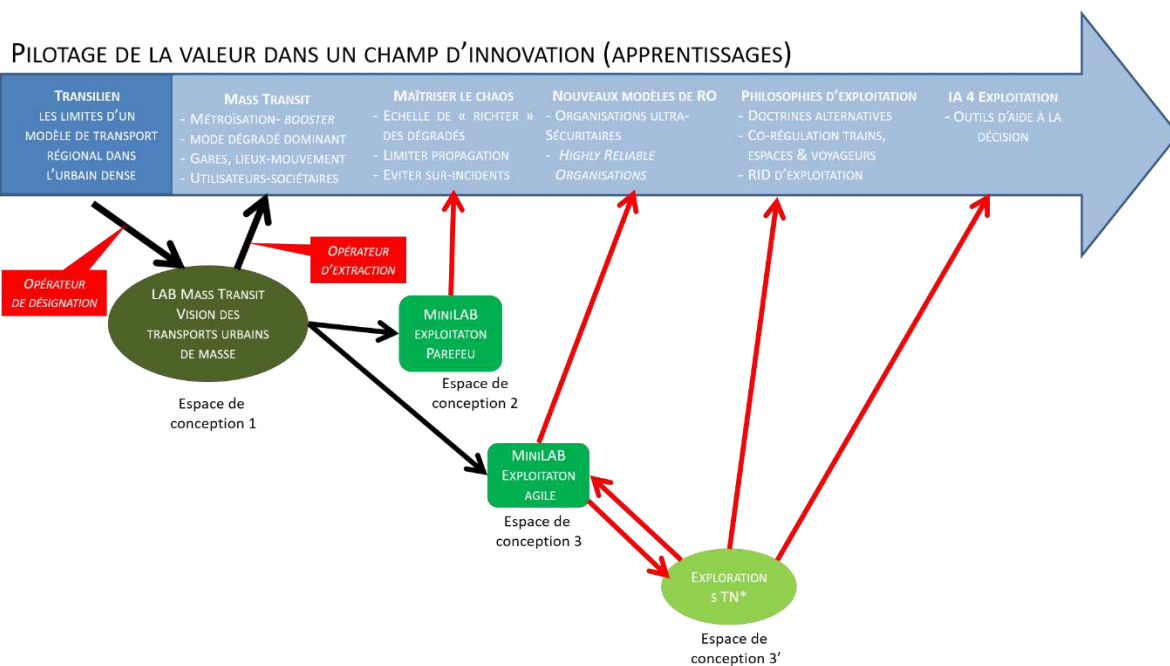 PILOTAGE DE LA VALEUR DANS UN CHAMP D'INNOVATION (APPRENTISSAGES)
TRANSILIEN
LES LIMITES D'UN
MODÈLE DE TRANSPORT
RÉGIONAL DANS
L'URBAIN DENSE
MASS TRANSIT
- MÉTROÏSATION- BOOSTER
- MODE DÉGRADÉ DOMINANT
- GARES, LIEUX-MOUVEMENT
- UTILISATEURS-SOCIÉTAIRES
MAÎTRISER LE CHAOS
- ECHELLE DE « RICHTER »
DES DÉGRADÉS
- LIMITER PROPAGATION
- EVITER SUR-INCIDENTS
NOUVEAUX MODÈLES DE RO
- ORGANISATIONS ULTRA-
SÉCURITAIRES
- HIGHLY RELIABLE
ORGANISATIONS
PHILOSOPHIES D'EXPLOITATION
- DOCTRINES ALTERNATIVES
- CO-RÉGULATION TRAINS,
ESPACES & VOYAGEURS
- RID D'EXPLOITATION
IA 4 EXPLOITATION
- OUTILS D'AIDE À LA
DÉCISION
OPÉRATEUR
DE DÉSIGNATION
OPÉRATEUR
D'EXTRACTION
LAB MASS TRANSIT
VISION DES
TRANSPORTS URBAINS
DE MASSE
Espace de
conception 1
MINILAB
EXPLOITATON
PAREFEU
Espace de
conception 2
MINILAB
EXPLOITATON
AGILE
Espace de
conception 3
EXPLORATION
S TN*
Espace de
conception 3'